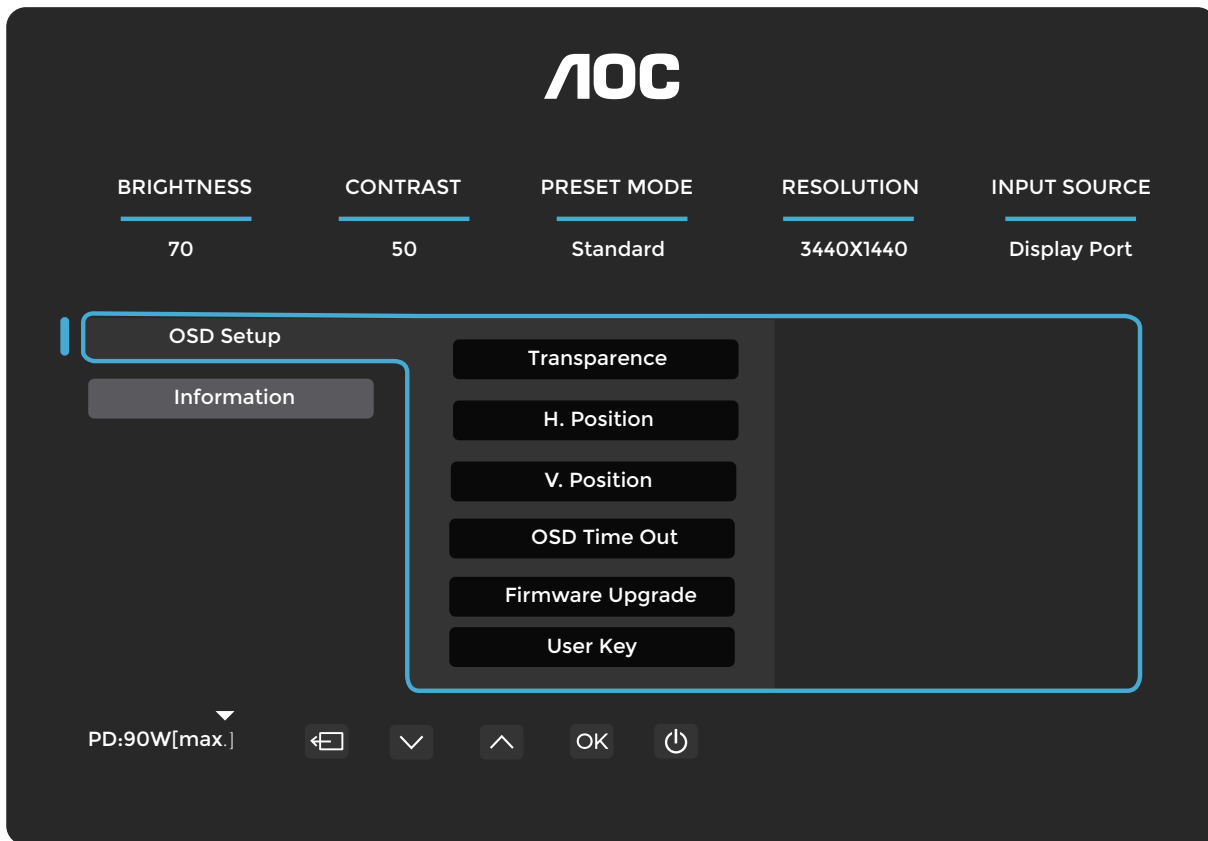 AOC
BRIGHTNESS CONTRAST PRESET MODE RESOLUTION INPUT SOURCE
70 50 Standard 3440X1440 Display Port
OSD Setup
Information
Transparence
H. Position
V. Position
OSD Time Out
Firmware Upgrade
User Key
PD:90W[max.] OK